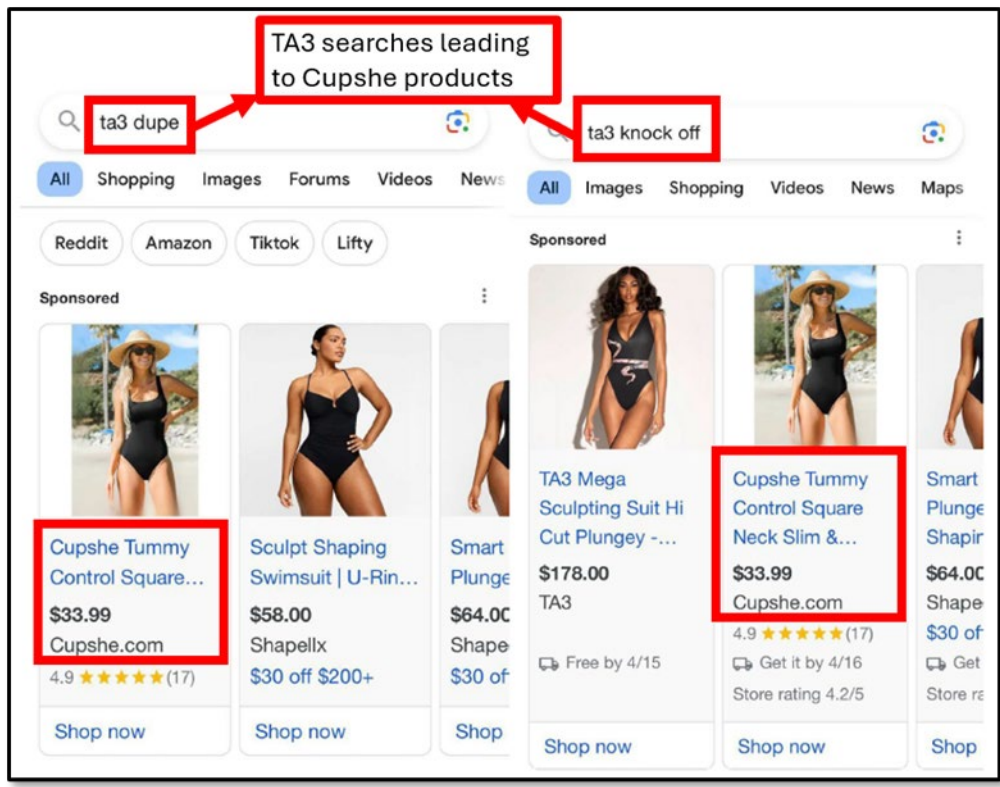 TA3 searches leading
to Cupshe products
ta3 dupe
All Shopping Images Forums Videos News
Reddit Amazon Tiktok Lifty
Sponsored
Cupshe Tummy
Control Square...
$33.99
Cupshe.com
4.9 ★★★★★ (17)
Shop now
Sculpt Shaping
Swimsuit | U-Rin...
$58.00
Shapellx
$30 off $200+
Shop now
Smart
Plunge
$64.00
Shape
$30 of
Shop
ta3 knock off
All Images Shopping Videos News Maps
Sponsored
TA3 Mega
Sculpting Suit Hi
Cut Plungey -...
$178.00
TA3
Free by 4/15
Shop now
Cupshe Tummy
Control Square
Neck Slim &...
$33.99
Cupshe.com
4.9 ★★★★★ (17)
Get it by 4/16
Store rating 4.2/5
Shop now
Smart
Plunge
Shapin
$64.00
Shape
$30 of
Get
Store ra
Shop